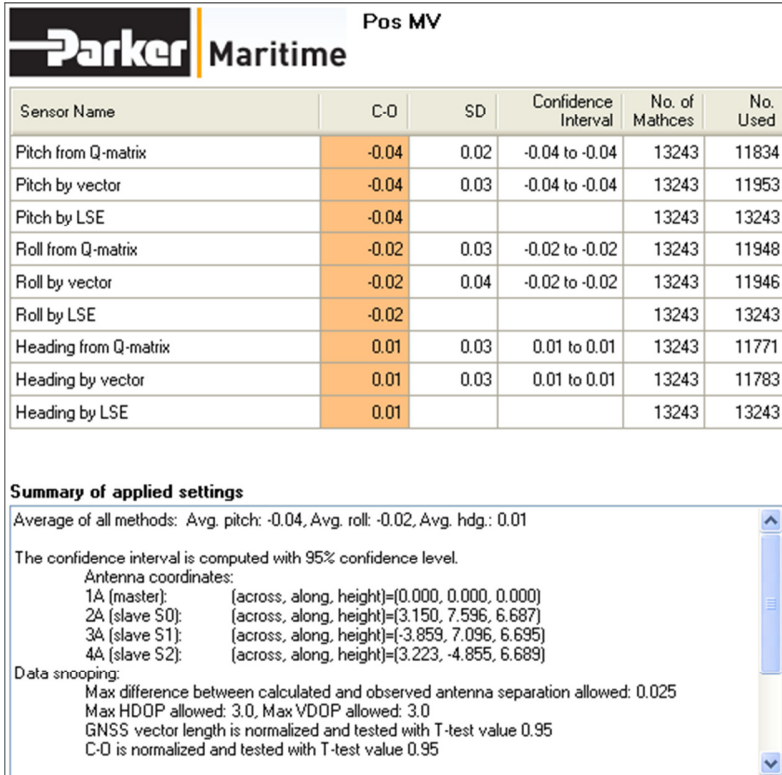 Pos MV
Parker Maritime
Sensor Name C-O SD Confidence Interval No. of Mathces No. Used
Pitch from Q-matrix -0.04 0.02 -0.04 to -0.04 13243 11834
Pitch by vector -0.04 0.03 -0.04 to -0.04 13243 11953
Pitch by LSE -0.04 13243 13243
Roll from Q-matrix -0.02 0.03 -0.02 to -0.02 13243 11948
Roll by vector -0.02 0.04 -0.02 to -0.02 13243 11946
Roll by LSE -0.02 13243 13243
Heading from Q-matrix 0.01 0.03 0.01 to 0.01 13243 11771
Heading by vector 0.01 0.03 0.01 to 0.01 13243 11783
Heading by LSE 0.01 13243 13243
Summary of applied settings
Average of all methods: Avg. pitch: -0.04, Avg. roll: -0.02, Avg. hdg.: 0.01
The confidence interval is computed with 95% confidence level.
Antenna coordinates:
1A (master): (across, along, height)=(0.000, 0.000, 0.000)
2A (slave S0): (across, along, height)=(3.150, 7.596, 6.687)
3A (slave S1): (across, along, height)=(-3.859, 7.096, 6.695)
4A (slave S2): (across, along, height)=(3.223, -4.855, 6.689)
Data snooping:
Max difference between calculated and observed antenna separation allowed: 0.025
Max HDOP allowed: 3.0, Max VDOP allowed: 3.0
GNSS vector length is normalized and tested with T-test value 0.95
C-O is normalized and tested with T-test value 0.95